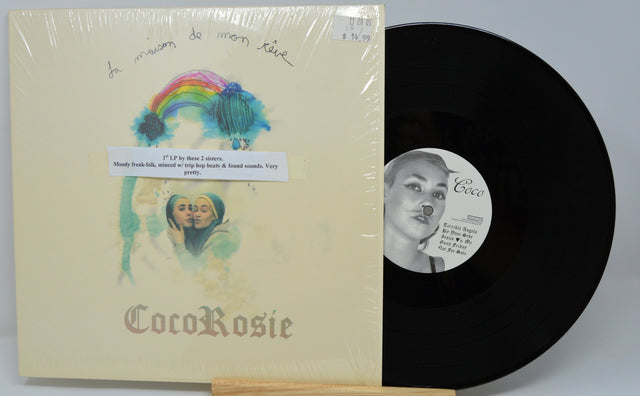 la maison de mon rêve
$ 14.99
1st LP by these 2 sisters.
Moody freak-folk, minced w/ trip hop beats & found sounds. Very
pretty.
CocoRosie
Coco
Terrible Angels
By Your Side
Jesus ♥'s Me
Good Friday
Not For Sale